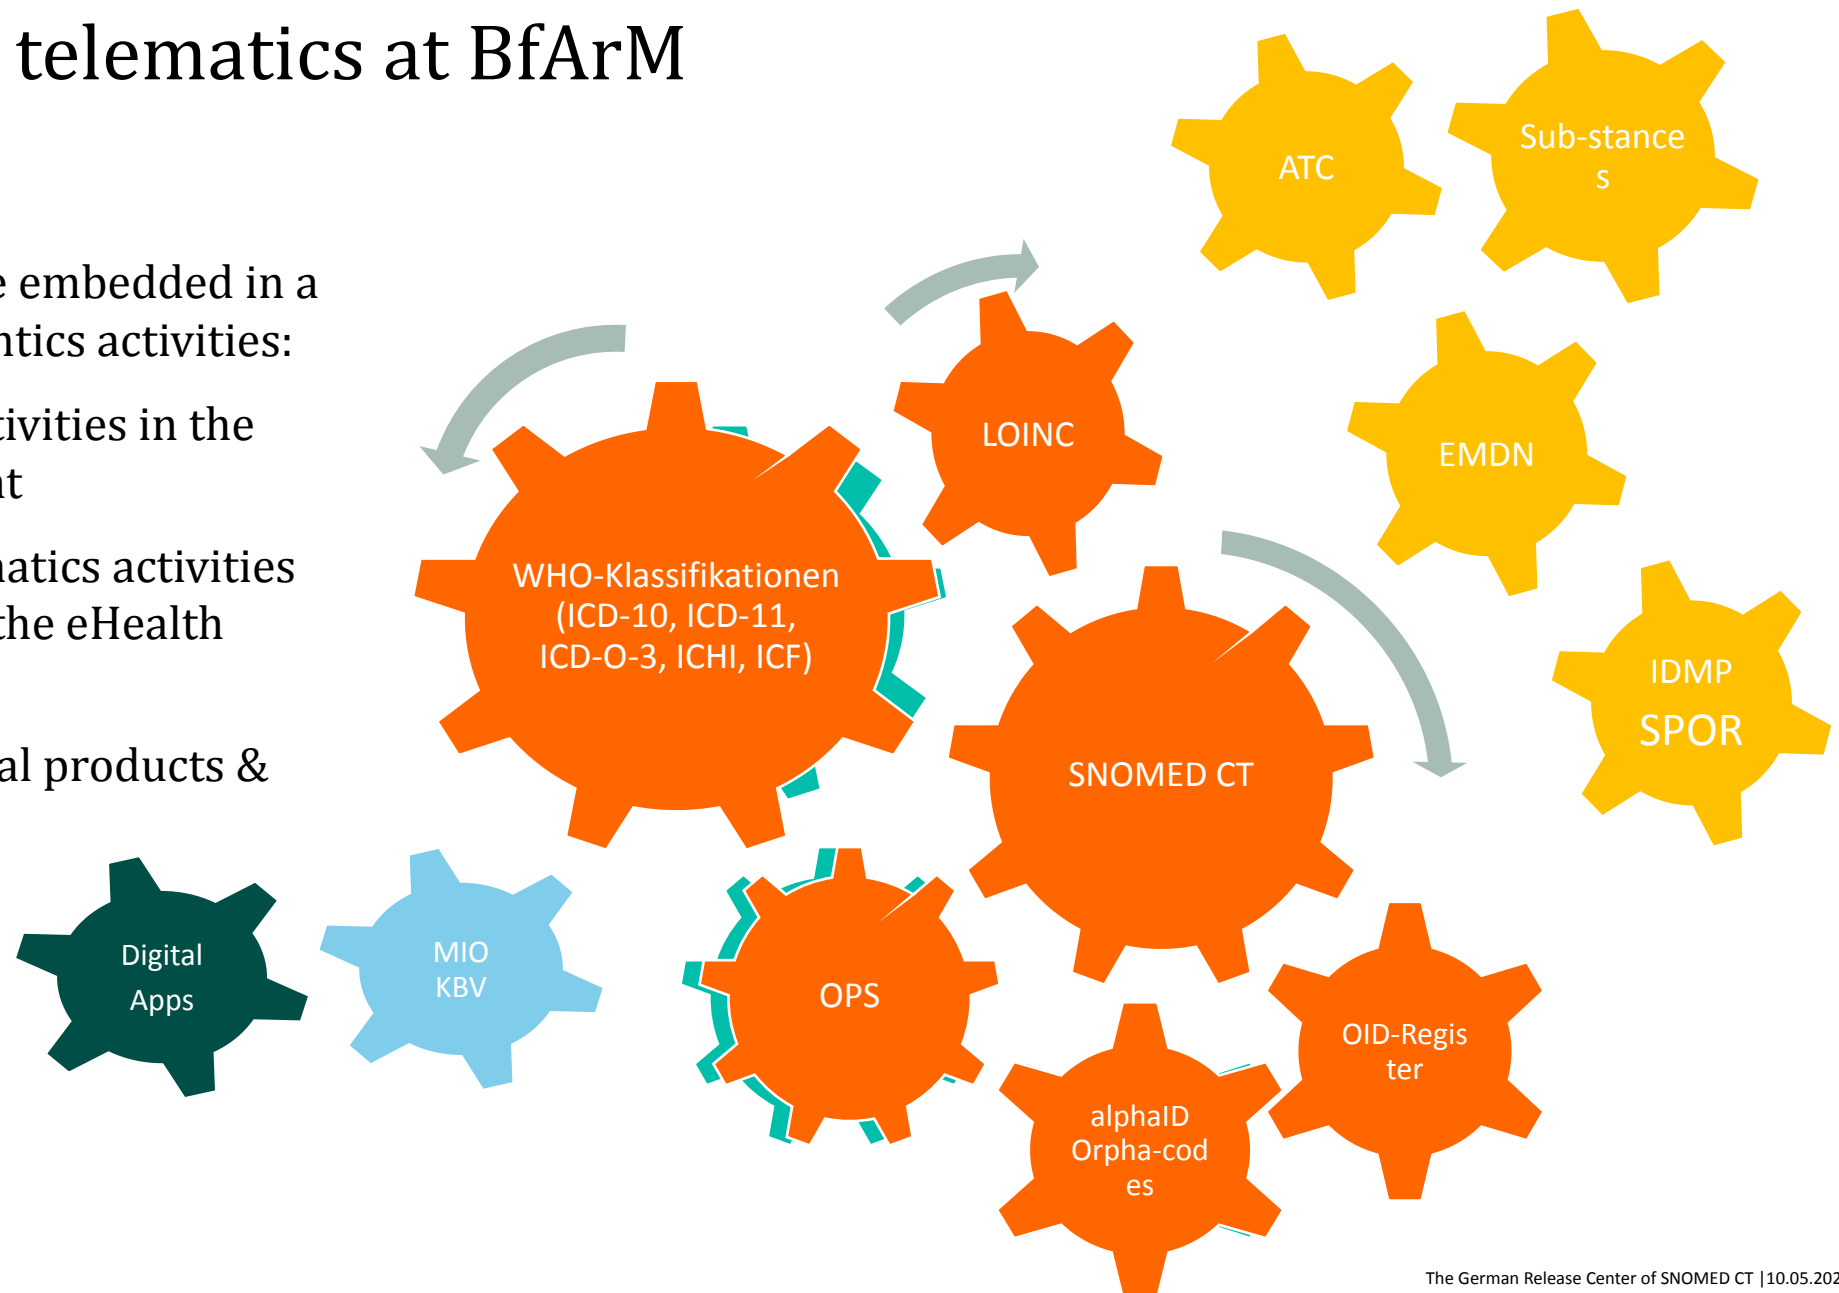 telematics at BfArM
e embedded in a
ntics activities:
tivities in the
nt
natics activities
the eHealth
al products &
ATC
Sub-stance
s
LOINC
EMDN
WHO-Klassifikationen
(ICD-10, ICD-11,
ICD-O-3, ICHI, ICF)
IDMP
SPOR
SNOMED CT
Digital
Apps
MIO
KBV
OPS
OID-Regis
ter
alphaID
Orpha-cod
es
The German Release Center of SNOMED CT |10.05.202